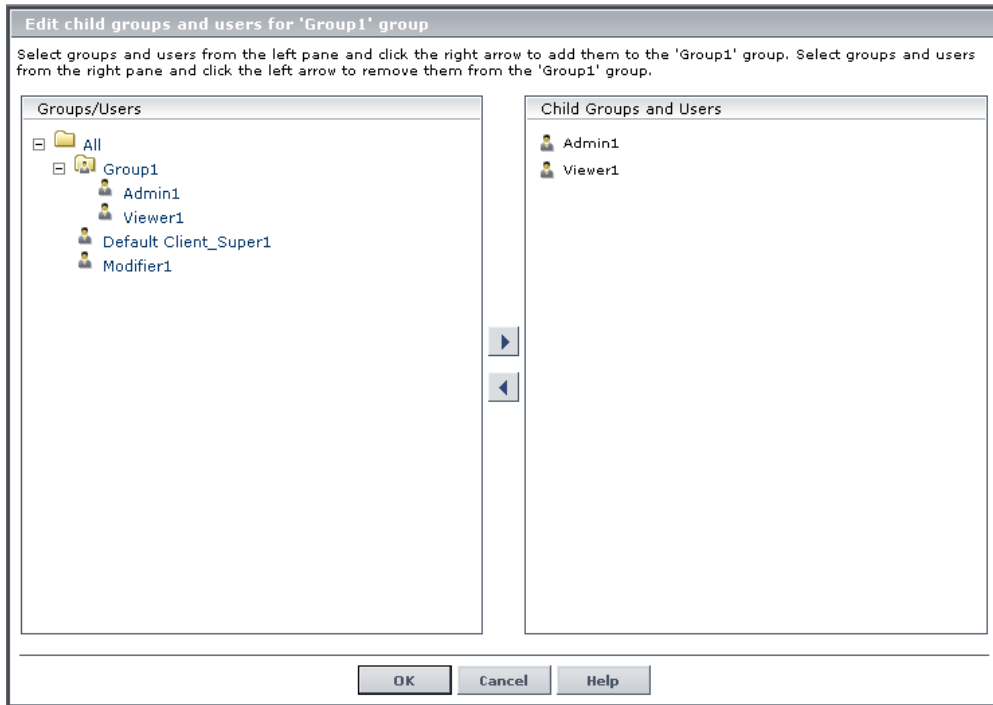 Edit child groups and users for 'Group1' group
Select groups and users from the left pane and click the right arrow to add them to the 'Group1' group. Select groups and users
from the right pane and click the left arrow to remove them from the 'Group1' group.
Groups/Users
All
Group1
Admin1
Viewer1
Default Client_Super1
Modifier1
Child Groups and Users
Admin1
Viewer1
OK
Cancel
Help